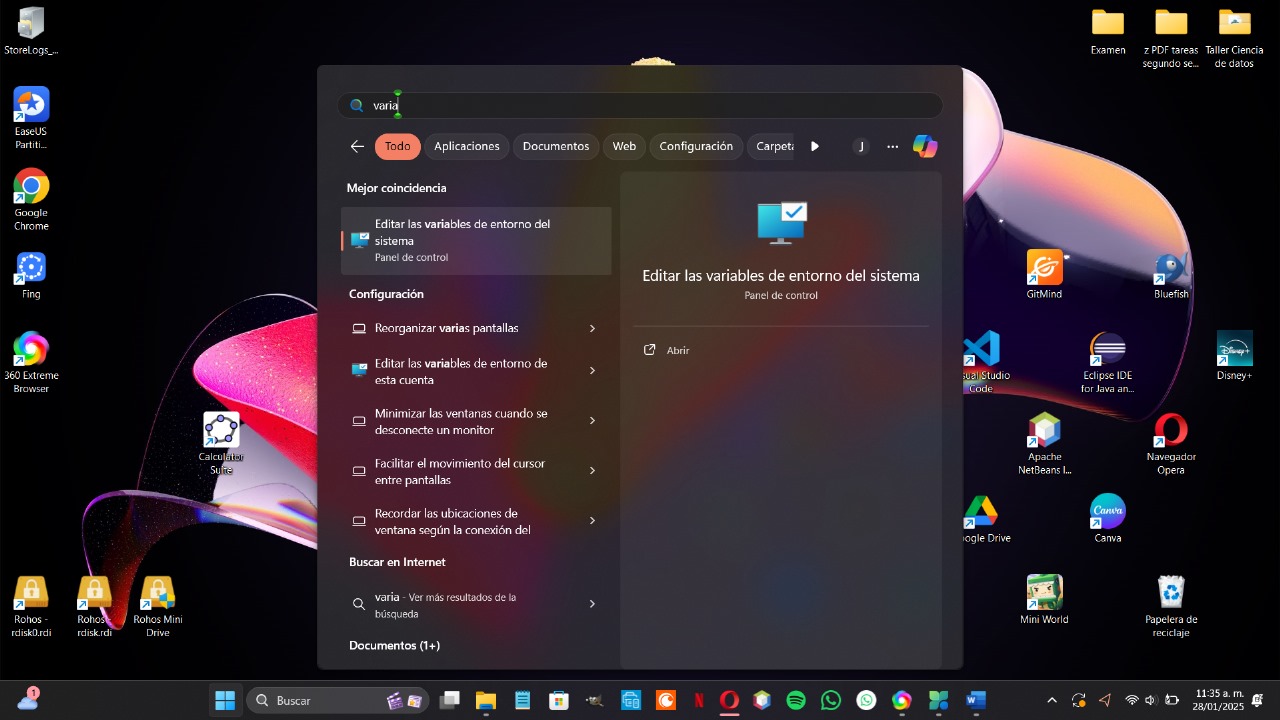 StoreLogs_...
EaseUS
Partiti...
Google
Chrome
Fing
360 Extreme
Browser
Calculator
Suite
Rohos -
rdisk0.rdi
Rohos -
rdisk.rdi
Rohos Mini
Drive
varia
Todo
Aplicaciones
Documentos
Web
Configuración
Carpeta
J
Mejor coincidencia
Editar las variables de entorno del
sistema
Panel de control
Configuración
Reorganizar varias pantallas
Editar las variables de entorno de
esta cuenta
Minimizar las ventanas cuando se
desconecte un monitor
Facilitar el movimiento del cursor
entre pantallas
Recordar las ubicaciones de
ventana según la conexión del
Buscar en Internet
varia - Ver más resultados de la
búsqueda
Documentos (1+)
Editar las variables de entorno del sistema
Panel de control
Abrir
Examen
z PDF tareas
segundo se...
Taller Ciencia
de datos
GitMind
Bluefish
sual Studio
Code
Eclipse IDE
for Java an...
Disney+
Apache
NetBeans I...
Navegador
Opera
ogle Drive
Canva
Mini World
Papelera de
reciclaje
1
Buscar
11:35 a. m.
28/01/2025